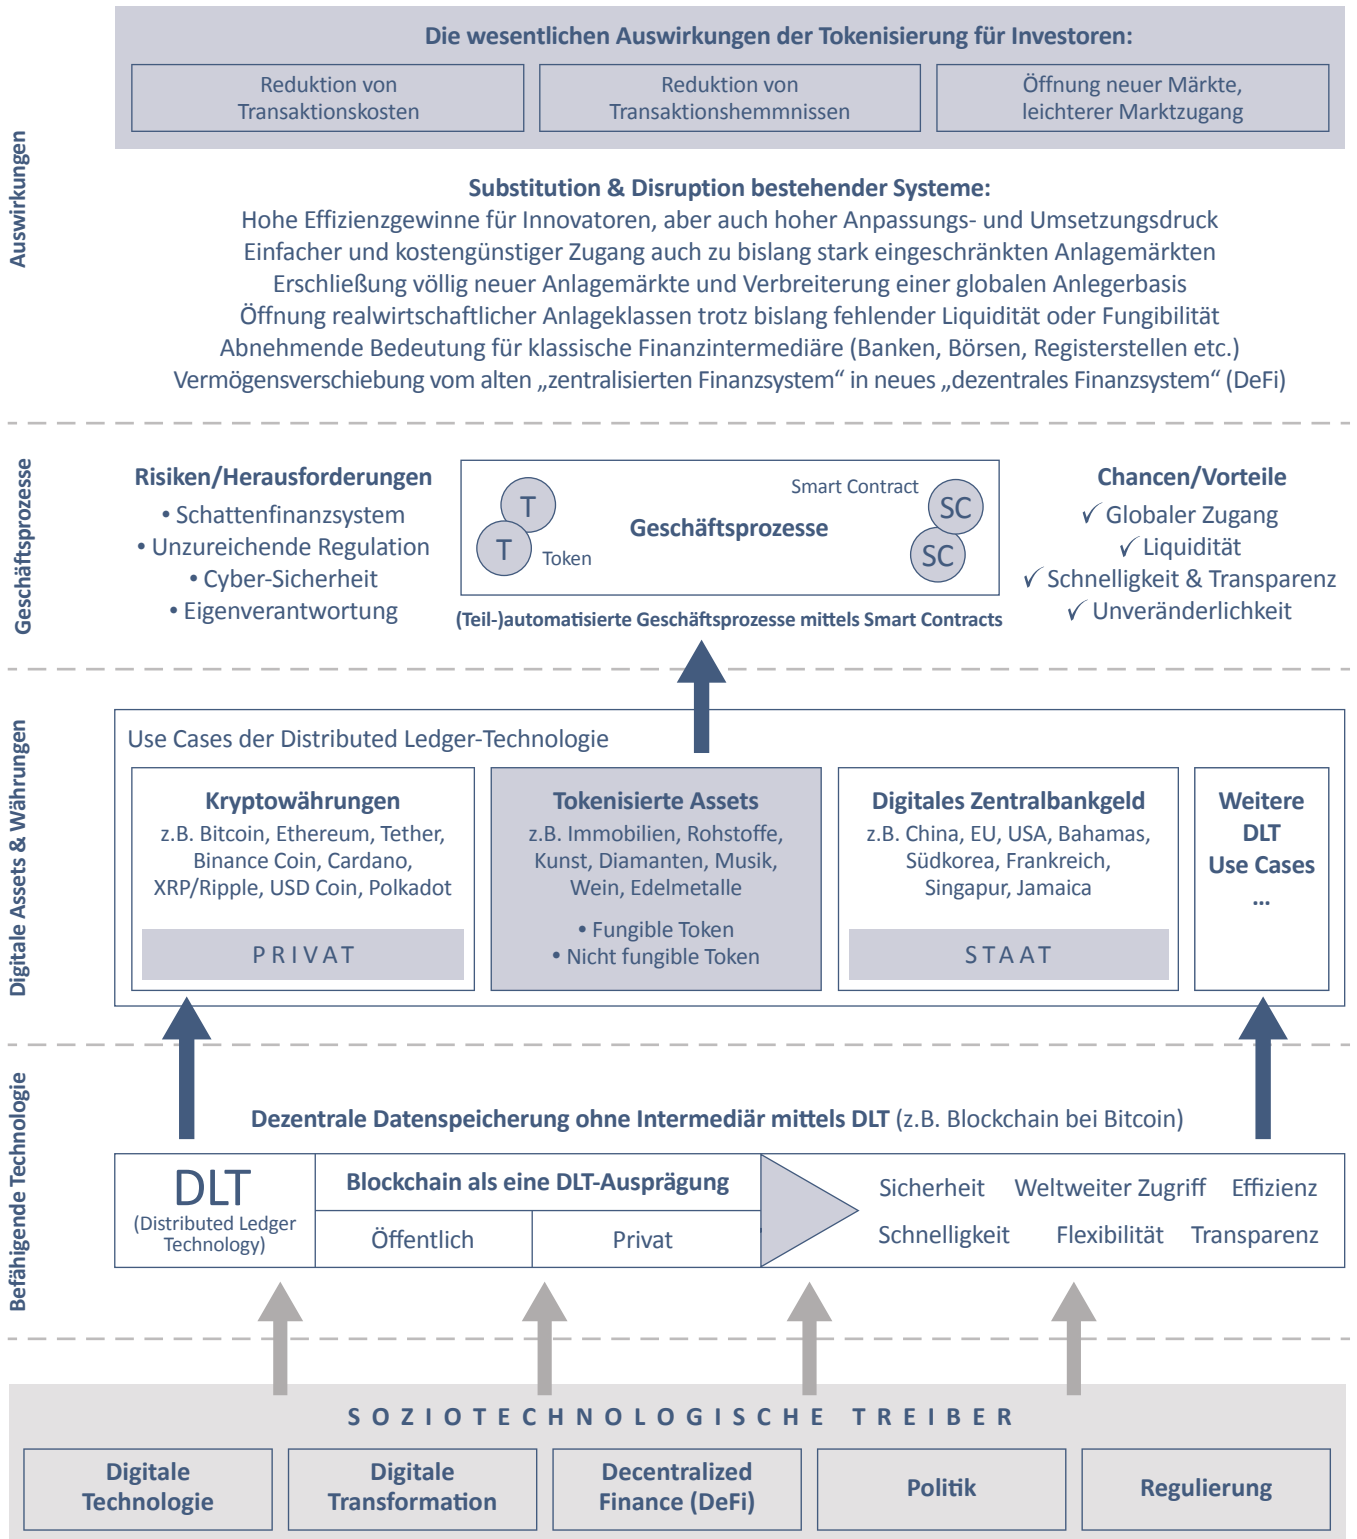 Die wesentlichen Auswirkungen der Tokenisierung für Investoren:
Reduktion von
Transaktionskosten
Reduktion von
Transaktionshemmnissen
Öffnung neuer Märkte,
leichterer Marktzugang
Auswirkungen
Substitution & Disruption bestehender Systeme:
Hohe Effizienzgewinne für Innovatoren, aber auch hoher Anpassungs- und Umsetzungsdruck
Einfacher und kostengünstiger Zugang auch zu bislang stark eingeschränkten Anlagemärkten
Erschließung völlig neuer Anlagemärkte und Verbreiterung einer globalen Anlegerbasis
Öffnung realwirtschaftlicher Anlageklassen trotz bislang fehlender Liquidität oder Fungibilität
Abnehmende Bedeutung für klassische Finanzintermediäre (Banken, Börsen, Registerstellen etc.)
Vermögensverschiebung vom alten „zentralisierten Finanzsystem“ in neues „dezentrales Finanzsystem“ (DeFi)
Geschäftsprozesse
Risiken/Herausforderungen
• Schattenfinanzsystem
• Unzureichende Regulation
• Cyber-Sicherheit
• Eigenverantwortung
T
T
Token
Geschäftsprozesse
Smart Contract
SC
SC
(Teil-)automatisierte Geschäftsprozesse mittels Smart Contracts
Chancen/Vorteile
✓ Globaler Zugang
✓ Liquidität
✓ Schnelligkeit & Transparenz
✓ Unveränderlichkeit
Digitale Assets & Währungen
Use Cases der Distributed Ledger-Technologie
Kryptowährungen
z.B. Bitcoin, Ethereum, Tether,
Binance Coin, Cardano,
XRP/Ripple, USD Coin, Polkadot
PRIVAT
Tokenisierte Assets
z.B. Immobilien, Rohstoffe,
Kunst, Diamanten, Musik,
Wein, Edelmetalle
• Fungible Token
• Nicht fungible Token
Digitales Zentralbankgeld
z.B. China, EU, USA, Bahamas,
Südkorea, Frankreich,
Singapur, Jamaica
STAAT
Weitere
DLT
Use Cases
...
Befähigende Technologie
Dezentrale Datenspeicherung ohne Intermediär mittels DLT (z.B. Blockchain bei Bitcoin)
DLT
(Distributed Ledger
Technology)
Blockchain als eine DLT-Ausprägung
Öffentlich
Privat
Sicherheit Weltweiter Zugriff Effizienz
Schnelligkeit Flexibilität Transparenz
SOZIOTECHNOLOGISCHE TREIBER
Digitale
Technologie
Digitale
Transformation
Decentralized
Finance (DeFi)
Politik
Regulierung